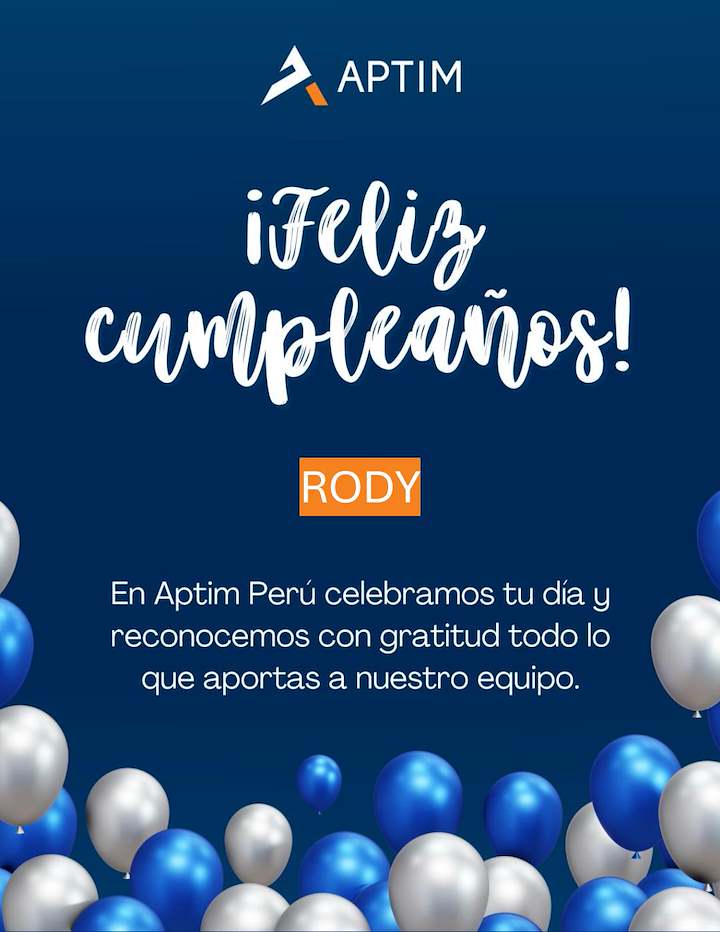 APTIM
¡Feliz
cumpleaños!
RODY
En Aptim Perú celebramos tu día y
reconocemos con gratitud todo lo
que aportas a nuestro equipo.